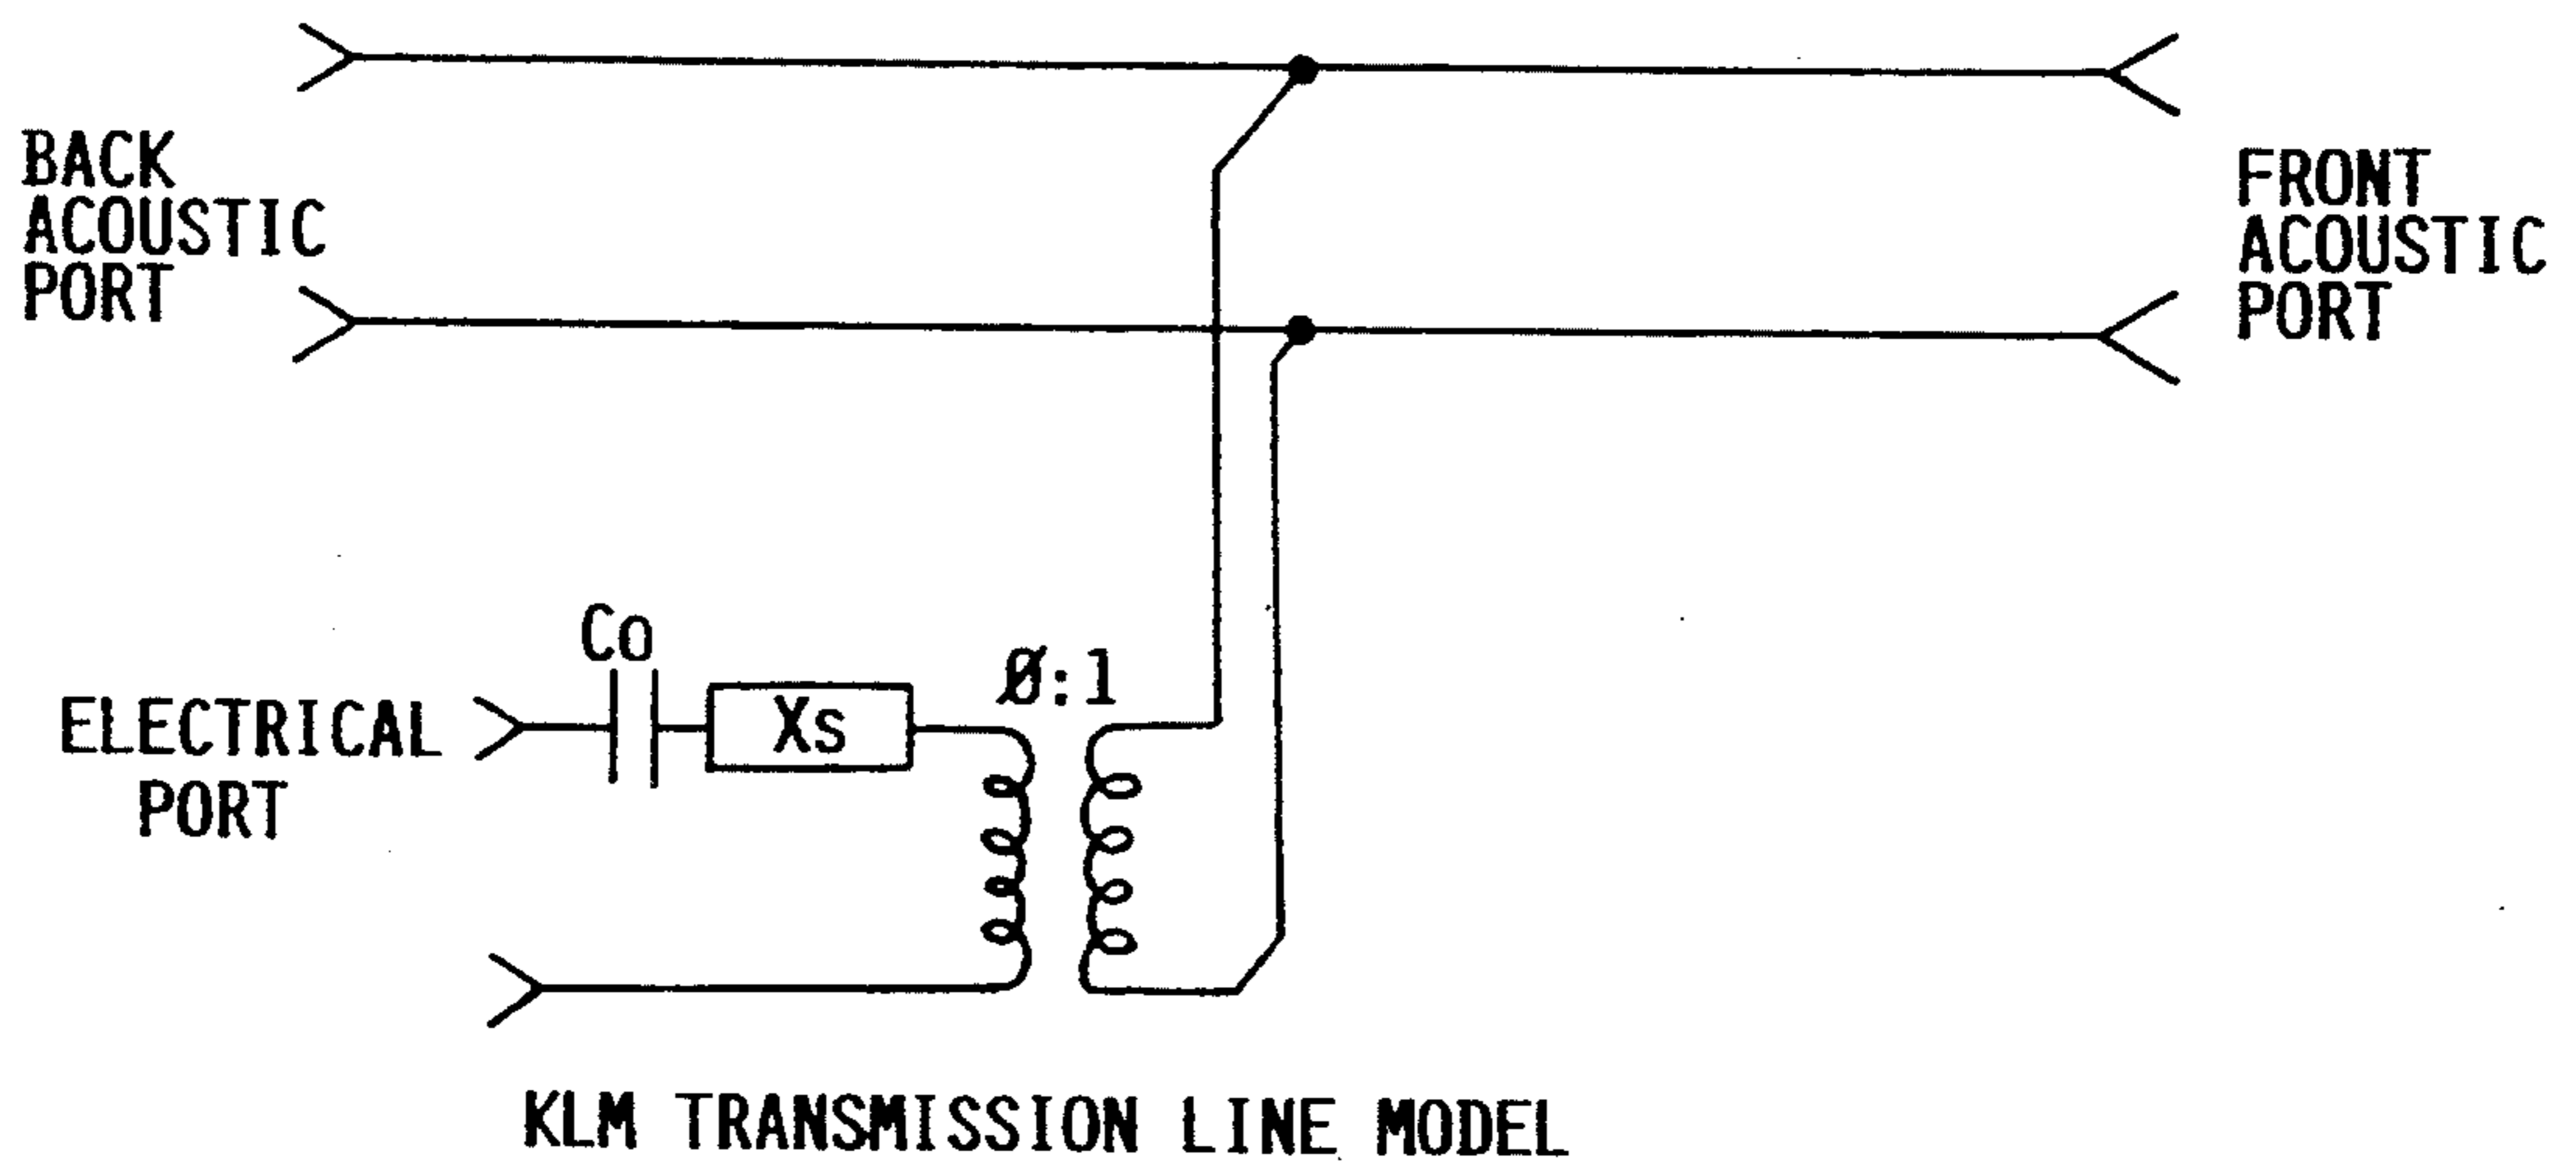 BACK
ACOUSTIC
PORT
FRONT
ACOUSTIC
PORT
Co
Xs
Ø:1
ELECTRICAL
PORT
KLM TRANSMISSION LINE MODEL